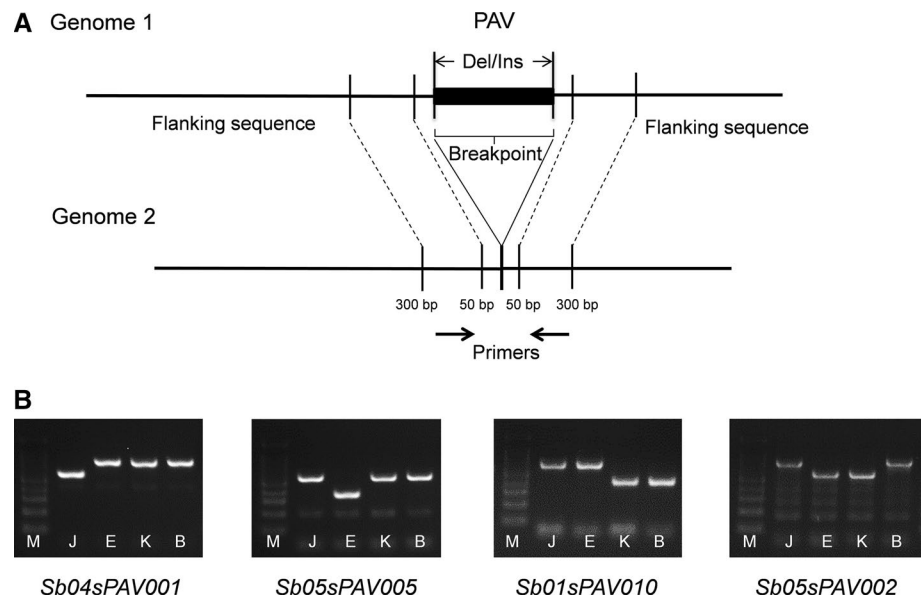 A
Genome 1
PAV
Del/Ins
Flanking sequence
Flanking sequence
Breakpoint
Genome 2
300 bp
50 bp
50 bp
300 bp
Primers
B
M J E K B
M J E K B
M J E K B
M J E K B
Sb04sPAV001
Sb05sPAV005
Sb01sPAV010
Sb05sPAV002